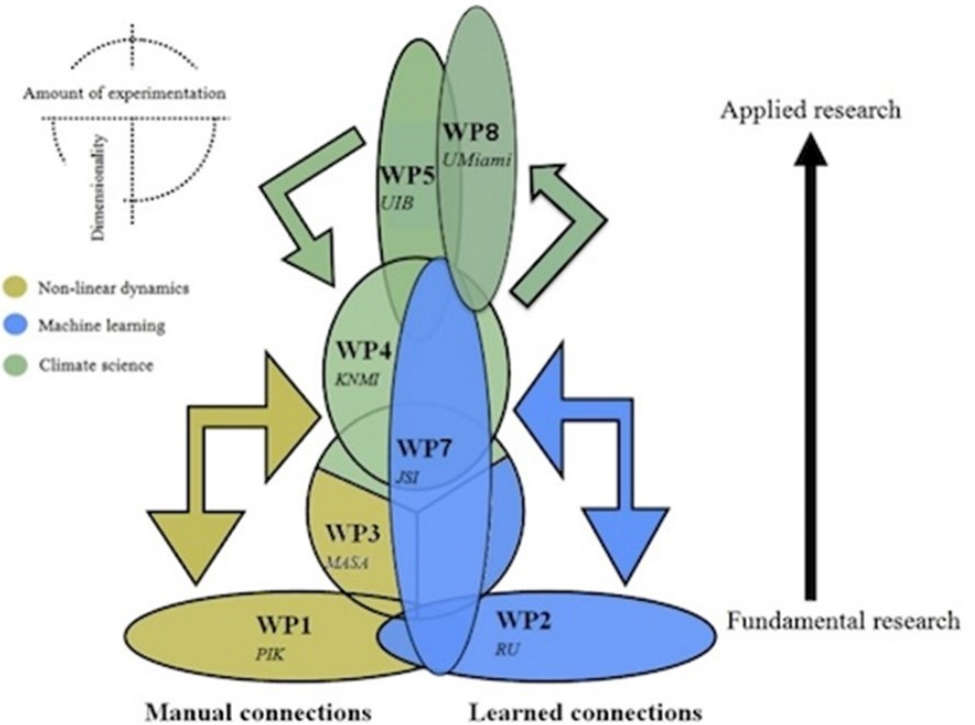 Amount of experimentation
Dimensionality
Non-linear dynamics
Machine learning
Climate science
WP8
UMiami
WP5
UIB
WP4
KNMI
WP7
JSI
WP3
MASA
WP1
PIK
WP2
RU
Applied research
Fundamental research
Manual connections
Learned connections